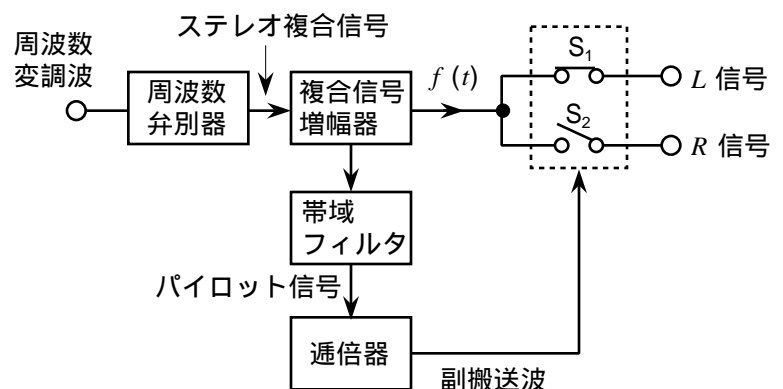 ステレオ複合信号
周波数
変調波
周波数
弁別器
複合信号
増幅器
f (t)
S1
S2
L 信号
R 信号
帯域
フィルタ
パイロット信号
逓倍器
副搬送波